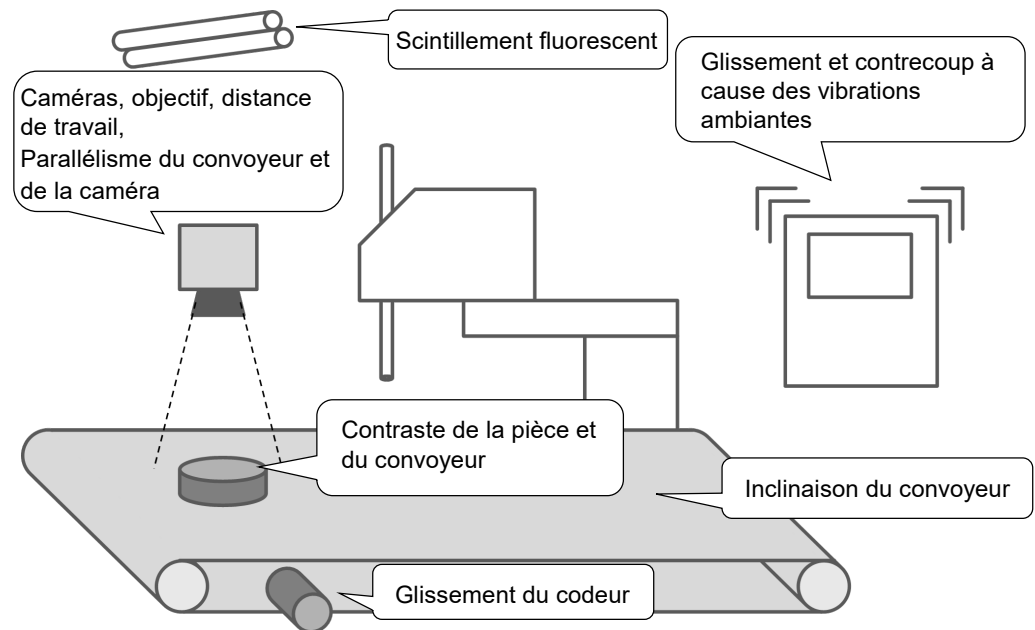 Scintillement fluorescent
Glissement et contrecoup à
cause des vibrations
ambiantes
Caméras, objectif, distance
de travail,
Parallélisme du convoyeur et
de la caméra
Contraste de la pièce et
du convoyeur
Inclinaison du convoyeur
Glissement du codeur